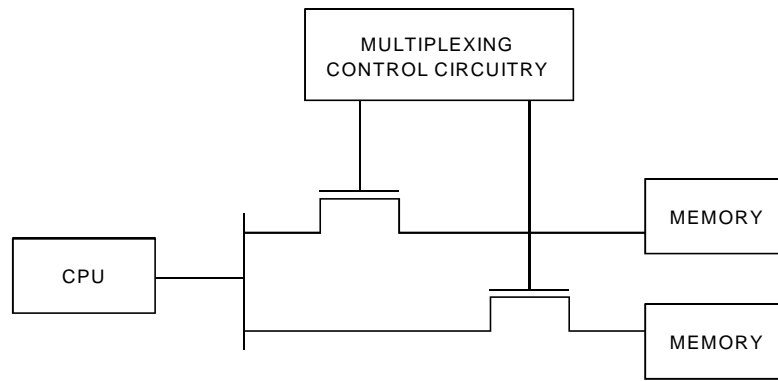 MULTIPLEXING
CONTROL CIRCUITRY
MEMORY
CPU
MEMORY